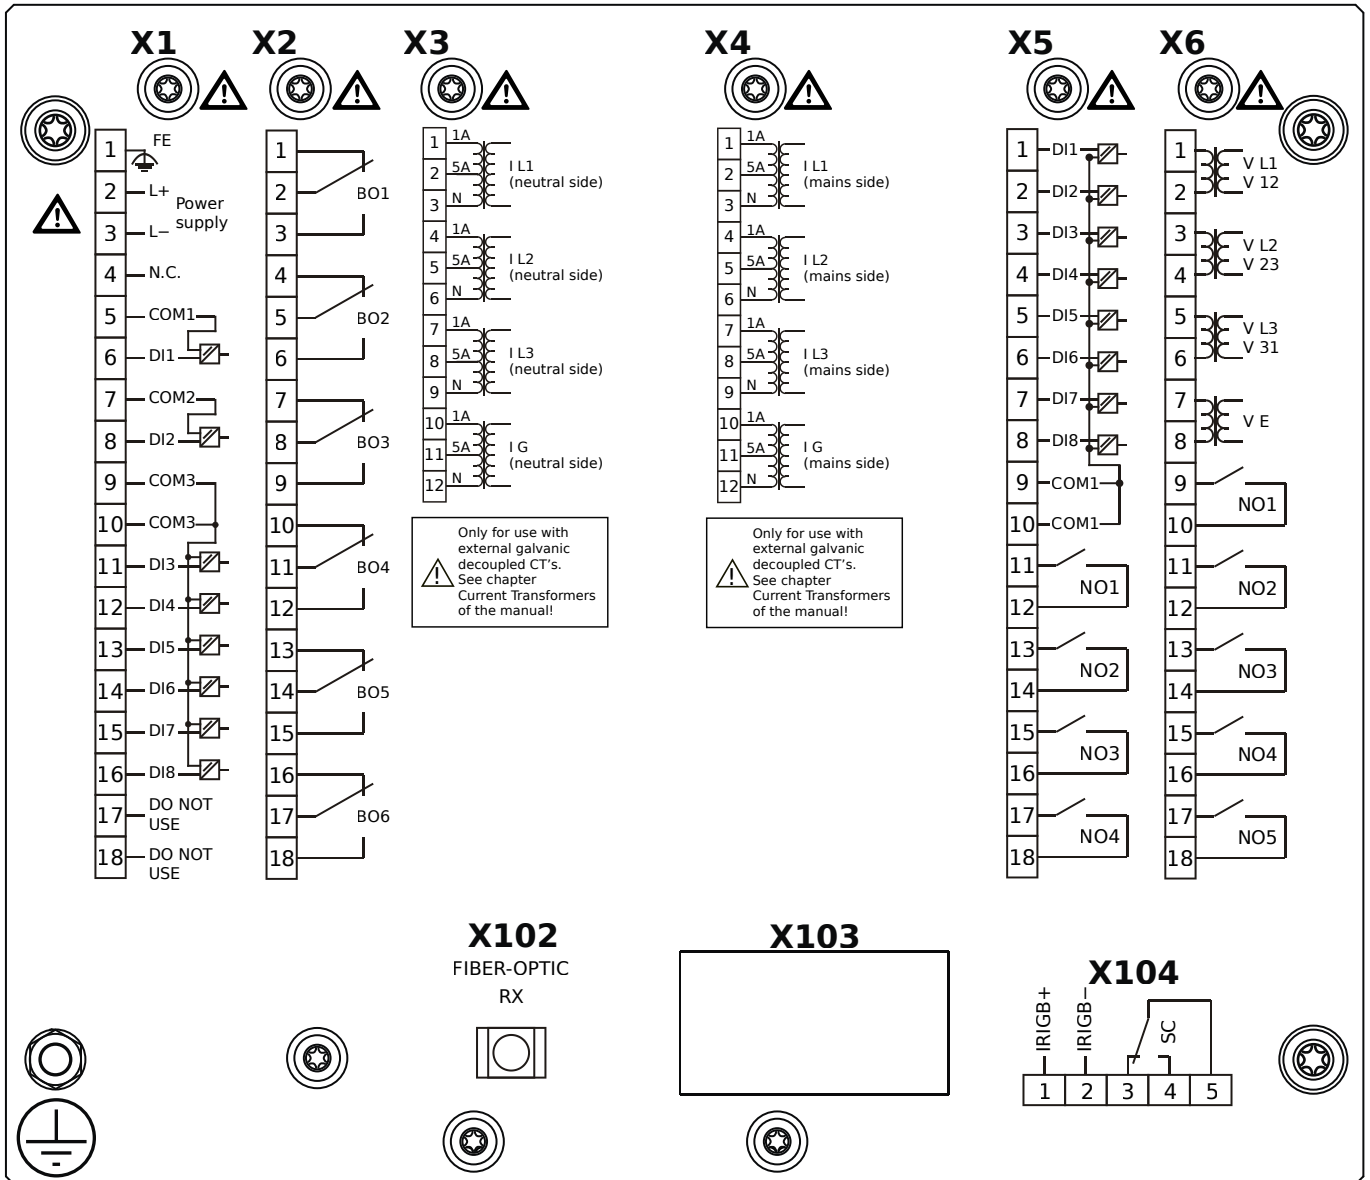 X1
X2
X3
X4
X5
X6
1 FE
2 L+
Power
supply
3 L−
4 N.C.
5 COM1
6 DI1
7 COM2
8 DI2
9 COM3
10 COM3
11 DI3
12 DI4
13 DI5
14 DI6
15 DI7
16 DI8
17 DO NOT
USE
18 DO NOT
USE
1
2 BO1
3
4
5 BO2
6
7
8 BO3
9
10
11 BO4
12
13
14 BO5
15
16
17 BO6
18
1 1A
2 5A
3 N
I L1
(neutral side)
4 1A
5 5A
6 N
I L2
(neutral side)
7 1A
8 5A
9 N
I L3
(neutral side)
10 1A
11 5A
12 N
I G
(neutral side)
Only for use with
external galvanic
decoupled CT’s.
See chapter
Current Transformers
of the manual!
1 1A
2 5A
3 N
I L1
(mains side)
4 1A
5 5A
6 N
I L2
(mains side)
7 1A
8 5A
9 N
I L3
(mains side)
10 1A
11 5A
12 N
I G
(mains side)
Only for use with
external galvanic
decoupled CT’s.
See chapter
Current Transformers
of the manual!
1 DI1
2 DI2
3 DI3
4 DI4
5 DI5
6 DI6
7 DI7
8 DI8
9 COM1
10 COM1
11
NO1
12
13
NO2
14
15
NO3
16
17
NO4
18
1 V L1
2 V 12
3 V L2
4 V 23
5 V L3
6 V 31
7
V E
8
9
NO1
10
11
NO2
12
13
NO3
14
15
NO4
16
17
NO5
18
X102
FIBER-OPTIC
RX
X103
X104
IRIGB+
IRIGB−
SC
1 2 3 4 5